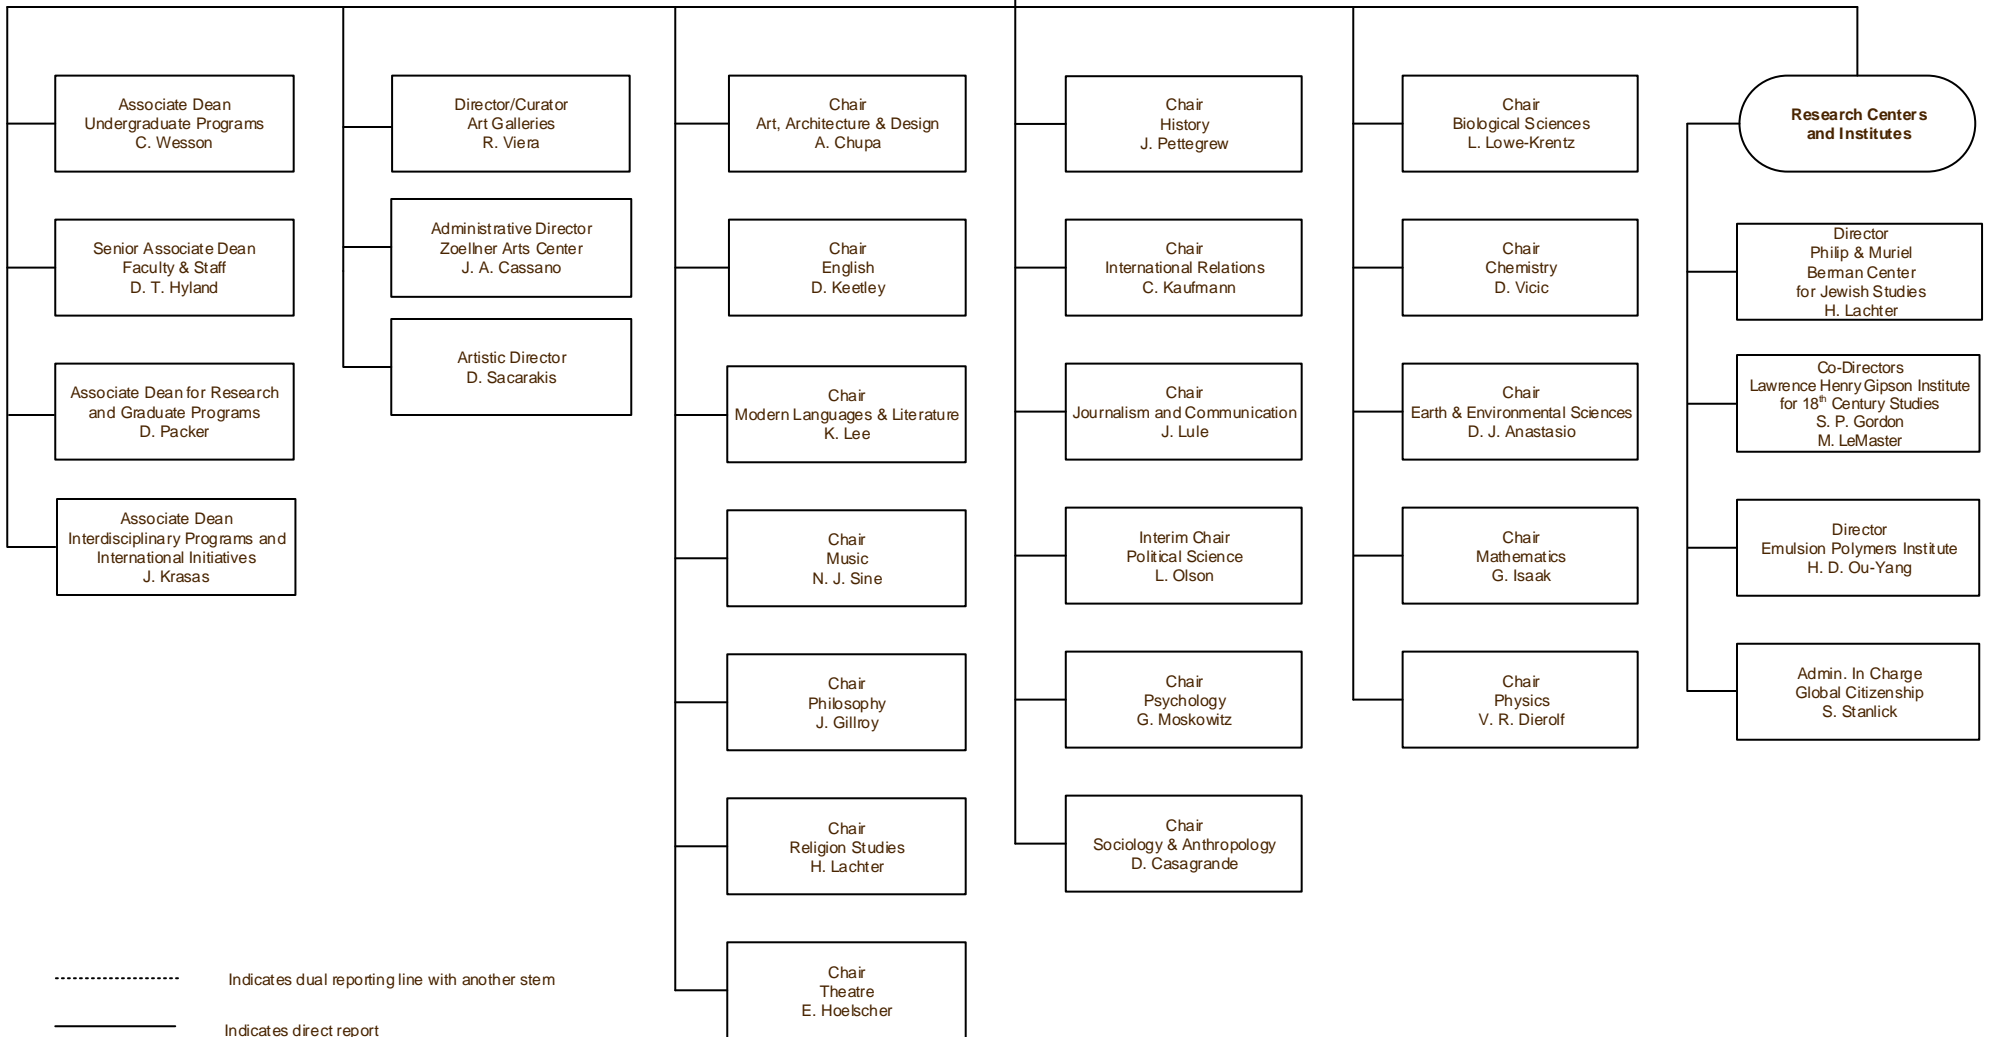 Associate Dean
Undergraduate Programs
C. Wesson
Senior Associate Dean
Faculty & Staff
D. T. Hyland
Associate Dean for Research
and Graduate Programs
D. Packer
Associate Dean
Interdisciplinary Programs and
International Initiatives
J. Krasas
Director/Curator
Art Galleries
R. Viera
Administrative Director
Zoellner Arts Center
J. A. Cassano
Artistic Director
D. Sacarakis
Chair
Art, Architecture & Design
A. Chupa
Chair
English
D. Keetley
Chair
Modern Languages & Literature
K. Lee
Chair
Music
N. J. Sine
Chair
Philosophy
J. Gillroy
Chair
Religion Studies
H. Lachter
Chair
Theatre
E. Hoelscher
Chair
History
J. Pettegrew
Chair
International Relations
C. Kaufmann
Chair
Journalism and Communication
J. Lule
Interim Chair
Political Science
L. Olson
Chair
Psychology
G. Moskowitz
Chair
Sociology & Anthropology
D. Casagrande
Chair
Biological Sciences
L. Lowe-Krentz
Chair
Chemistry
D. Vicic
Chair
Earth & Environmental Sciences
D. J. Anastasio
Chair
Mathematics
G. Isaak
Chair
Physics
V. R. Dierolf
Research Centers
and Institutes
Director
Philip & Muriel
Berman Center
for Jewish Studies
H. Lachter
Co-Directors
Lawrence Henry Gipson Institute
for 18th Century Studies
S. P. Gordon
M. LeMaster
Director
Emulsion Polymers Institute
H. D. Ou-Yang
Admin. In Charge
Global Citizenship
S. Stanlick
Indicates dual reporting line with another stem
Indicates direct report